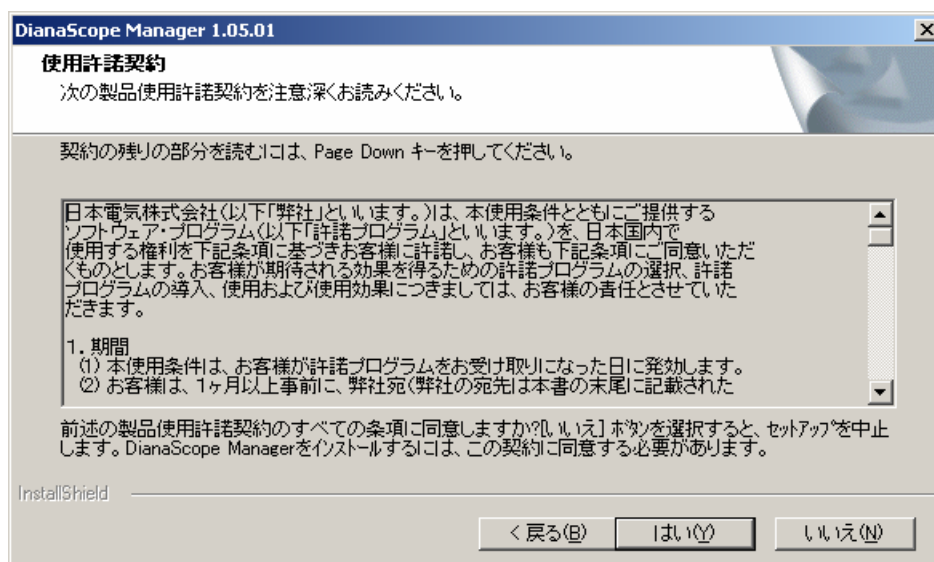 DianaScope Manager 1.05.01
使用許諾契約
次の製品使用許諾契約を注意深くお読みください。
契約の残りの部分を読むには、Page Down キーを押してください。
日本電気株式会社(以下「弊社」といいます。)は、本使用条件とともにご提供する
ソフトウェア・プログラム(以下「許諾プログラム」といいます。)を、日本国内で
使用する権利を下記条項に基づきお客様に許諾し、お客様も下記条項にご同意いただ
くものとします。お客様が期待される効果を得るための許諾プログラムの選択、許諾
プログラムの導入、使用および使用効果につきましては、お客様の責任とさせていた
だきます。
1.期間
(1) 本使用条件は、お客様が許諾プログラムをお受け取りになった日に発効します。
(2) お客様は、1ヶ月以上事前に、弊社宛(弊社の宛先は本書の末尾に記載された
前述の製品使用許諾契約のすべての条項に同意しますか?[いいえ] ボタンを選択すると、セットアップを中止
します。DianaScope Managerをインストールするには、この契約に同意する必要があります。
InstallShield
< 戻る(B)
はい(Y)
いいえ(N)